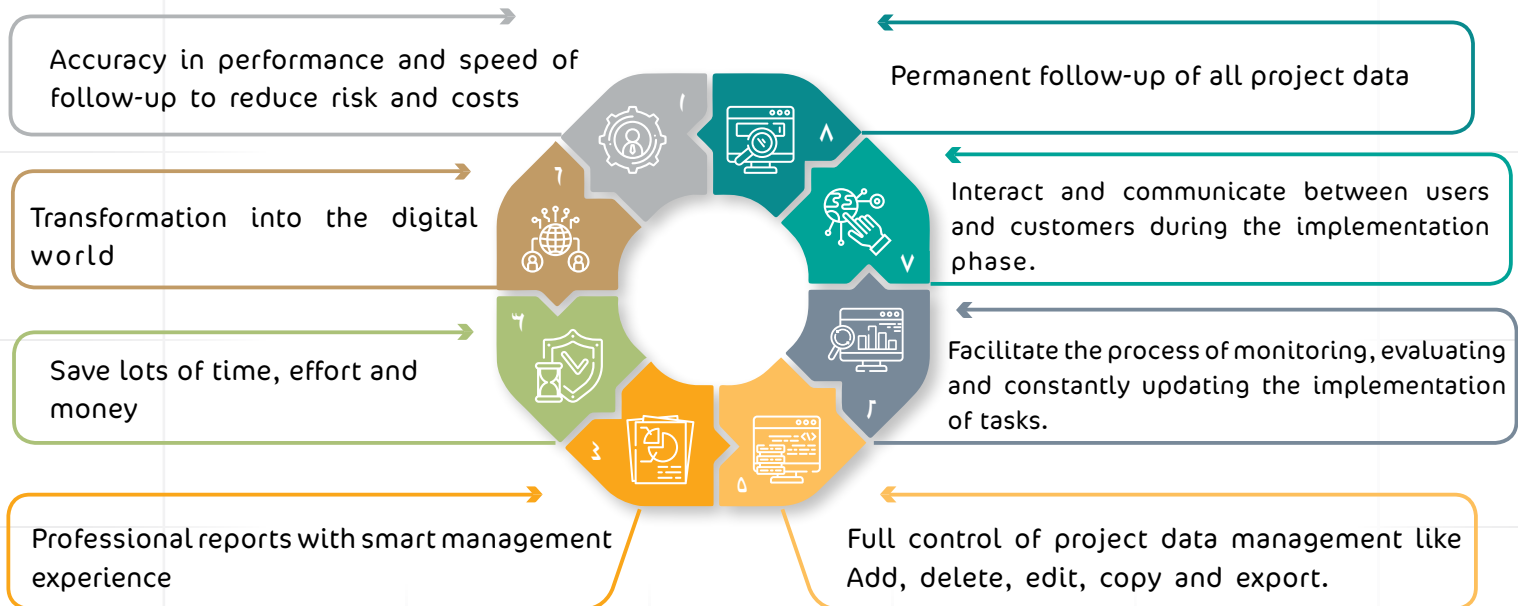 Accuracy in performance and speed of
follow-up to reduce risk and costs
١
Transformation into the digital
world
٦
Save lots of time, effort and
money
٣
Professional reports with smart management
experience
٤
Permanent follow-up of all project data
٨
Interact and communicate between users
and customers during the implementation
phase.
٧
Facilitate the process of monitoring, evaluating
and constantly updating the implementation
of tasks.
٢
Full control of project data management like
Add, delete, edit, copy and export.
٥